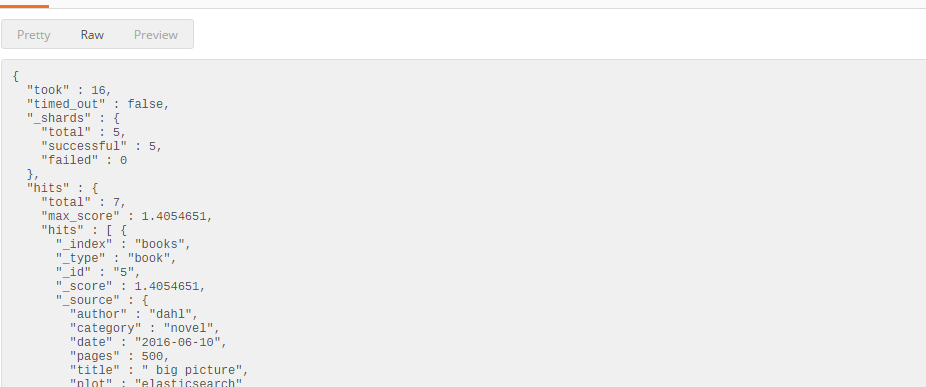 Pretty Raw Preview
{
  "took" : 16,
  "timed_out" : false,
  "_shards" : {
    "total" : 5,
    "successful" : 5,
    "failed" : 0
  },
  "hits" : {
    "total" : 7,
    "max_score" : 1.4054651,
    "hits" : [ {
      "_index" : "books",
      "_type" : "book",
      "_id" : "5",
      "_score" : 1.4054651,
      "_source" : {
        "author" : "dahl",
        "category" : "novel",
        "date" : "2016-06-10",
        "pages" : 500,
        "title" : " big picture",
        "plot" : "elasticsearch"